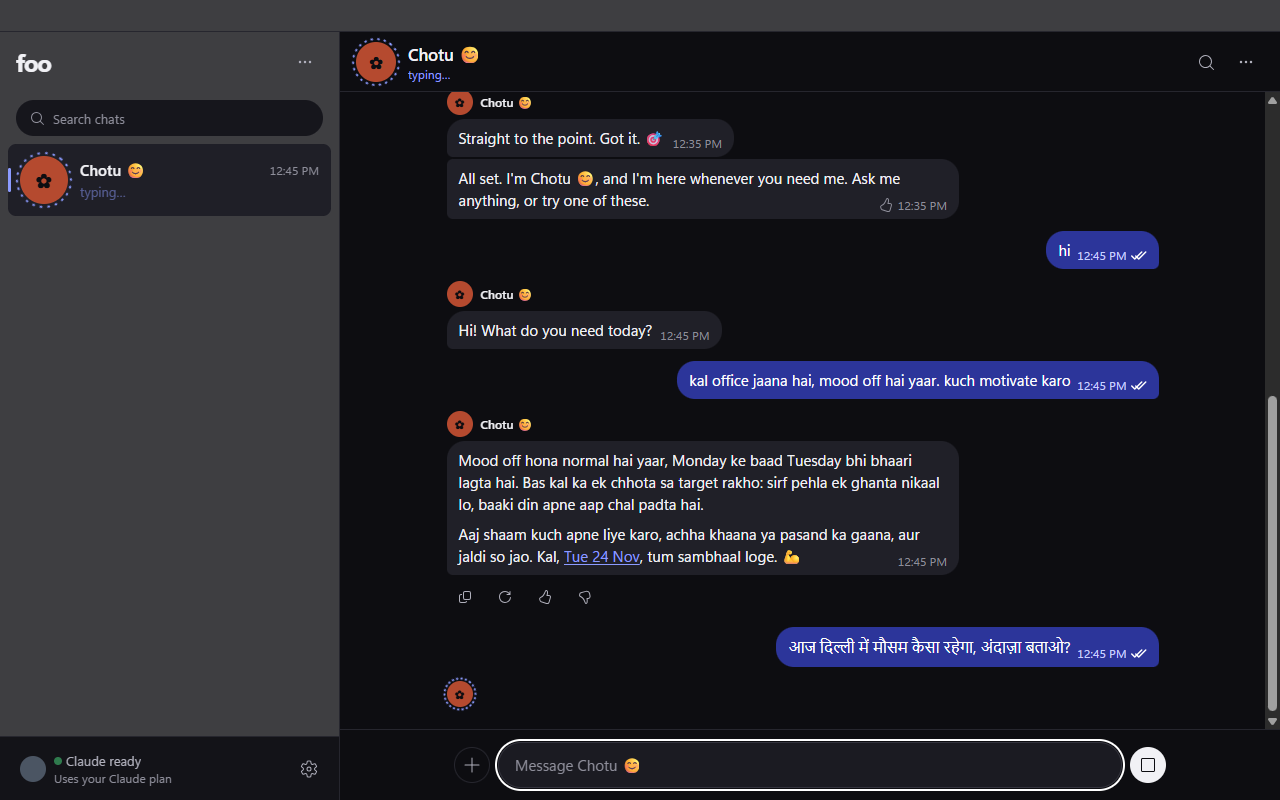 foo
Search chats
Chotu 😊
12:45 PM
typing...
Claude ready
Uses your Claude plan
Chotu 😊
typing...
Chotu 😊
Straight to the point. Got it. 🎯 12:35 PM
All set. I'm Chotu 😊, and I'm here whenever you need me. Ask me
anything, or try one of these.
12:35 PM
hi 12:45 PM
Chotu 😊
Hi! What do you need today? 12:45 PM
kal office jaana hai, mood off hai yaar. kuch motivate karo 12:45 PM
Chotu 😊
Mood off hona normal hai yaar, Monday ke baad Tuesday bhi bhaari
lagta hai. Bas kal ka ek chhota sa target rakho: sirf pehla ek ghanta nikaal
lo, baaki din apne aap chal padta hai.
Aaj shaam kuch apne liye karo, achha khaana ya pasand ka gaana, aur
jaldi so jao. Kal, Tue 24 Nov, tum sambhaal loge. 💪 12:45 PM
आज दिल्ली में मौसम कैसा रहेगा, अंदाज़ा बताओ? 12:45 PM
Message Chotu 😊